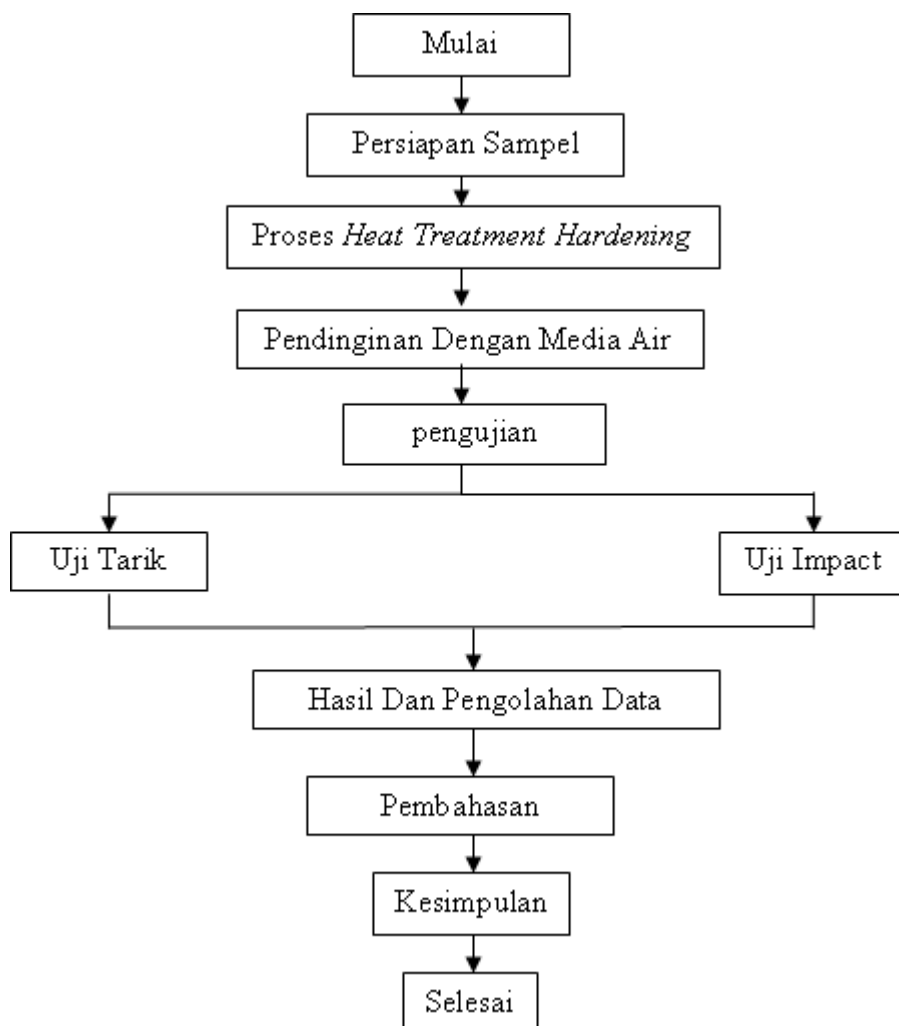 Mulai
Persiapan Sampel
Proses Heat Treatment Hardening
Pendinginan Dengan Media Air
pengujian
Uji Tarik
Uji Impact
Hasil Dan Pengolahan Data
Pembahasan
Kesimpulan
Selesai